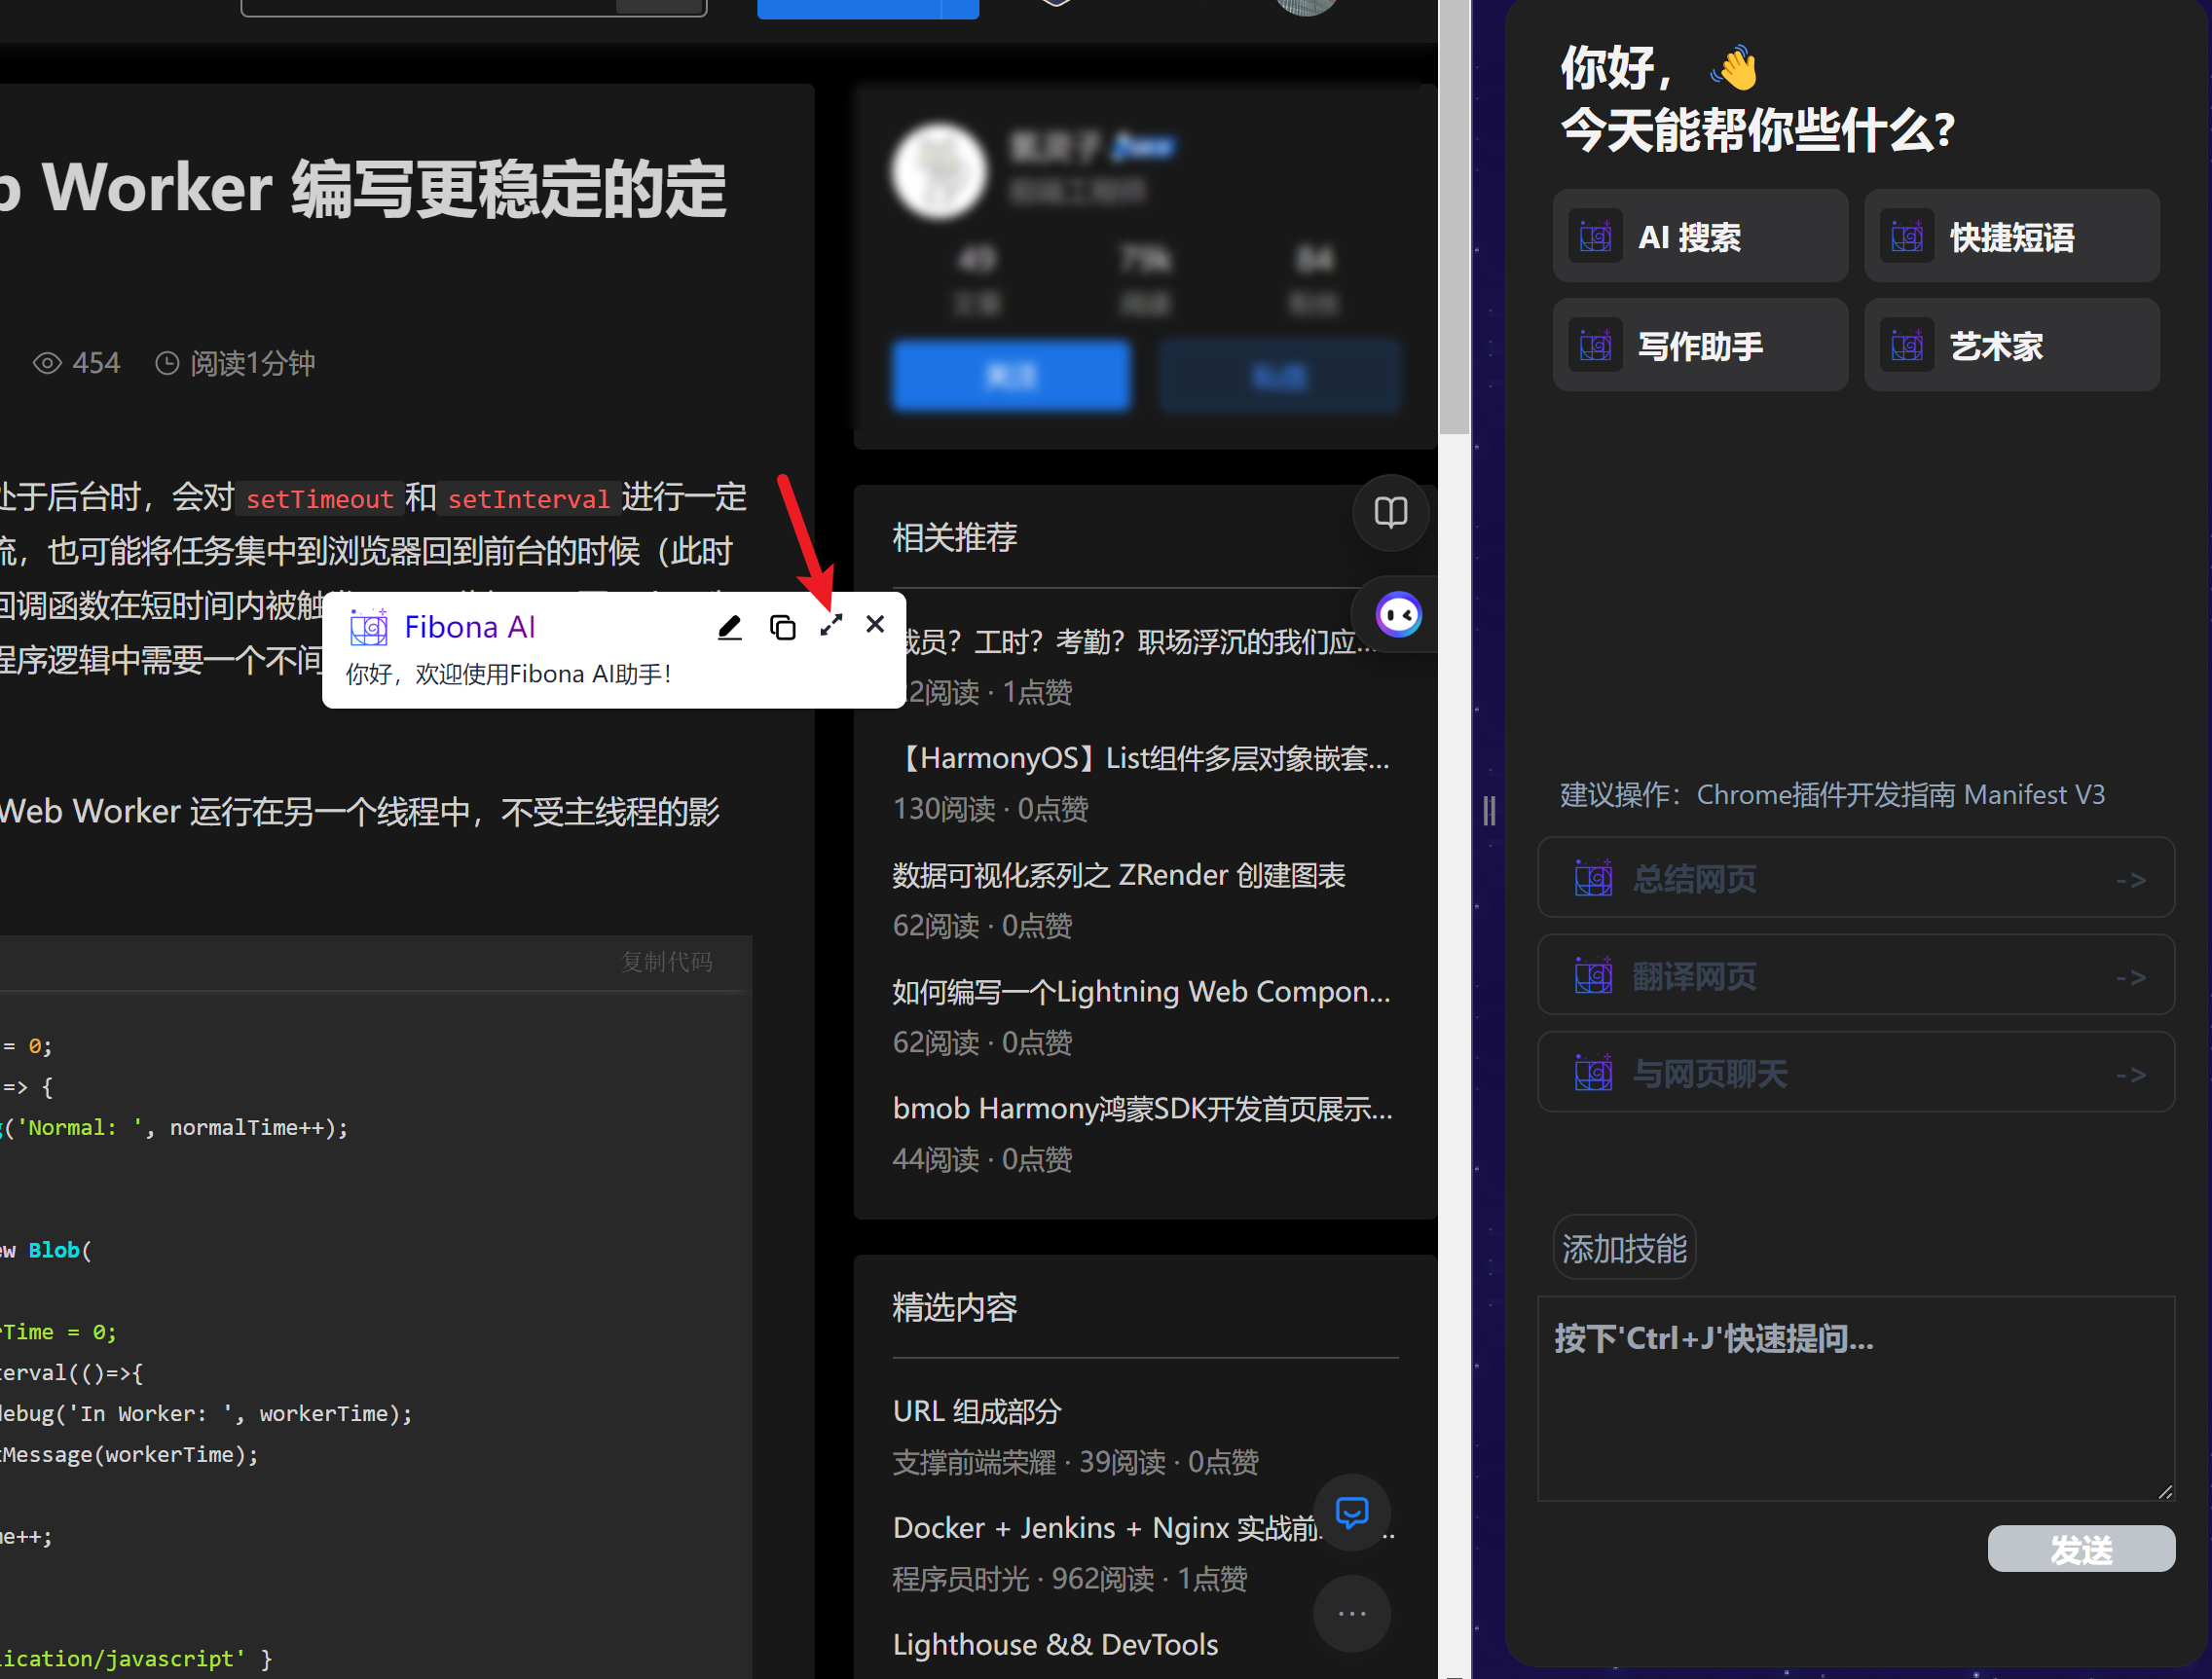 Worker 编写更稳定的定
454
阅读1分钟
处于后台时，会对 setTimeout 和 setInterval 进行一定
流，也可能将任务集中到浏览器回到前台的时候（此时
回调函数在短时间内被触
程序逻辑中需要一个不间
Fibona AI
你好，欢迎使用Fibona AI助手！
Web Worker 运行在另一个线程中，不受主线程的影
复制代码
= 0;
=> {
('Normal: ', normalTime++);
Blob(
Time = 0;
erval(()=>{
ebug('In Worker: ', workerTime);
Message(workerTime);
e++;
ication/javascript' }
49
79k
84
文章
阅读
粉丝
关注
私信
相关推荐
裁员？工时？考勤？职场浮沉的我们应...
2阅读 · 1点赞
【HarmonyOS】List组件多层对象嵌套...
130阅读 · 0点赞
数据可视化系列之 ZRender 创建图表
62阅读 · 0点赞
如何编写一个Lightning Web Compon...
62阅读 · 0点赞
bmob Harmony鸿蒙SDK开发首页展示...
44阅读 · 0点赞
精选内容
URL 组成部分
支撑前端荣耀 · 39阅读 · 0点赞
Docker + Jenkins + Nginx 实战前
程序员时光 · 962阅读 · 1点赞
Lighthouse && DevTools
你好，👋
今天能帮你些什么？
AI 搜索
快捷短语
写作助手
艺术家
建议操作：Chrome插件开发指南 Manifest V3
总结网页 ->
翻译网页 ->
与网页聊天 ->
添加技能
按下'Ctrl+J'快速提问...
发送